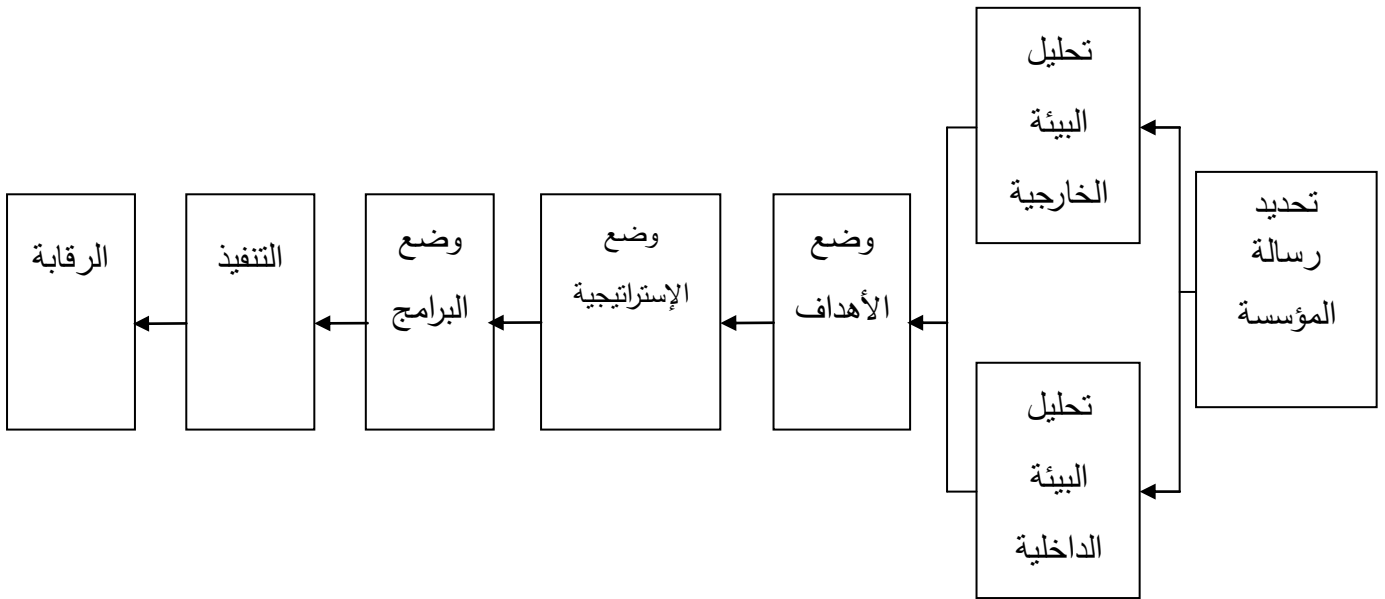 تحديد
رسالة
المؤسسة
تحليل
البيئة
الخارجية
تحليل
البيئة
الداخلية
وضع
الأهداف
وضع
الإستراتيجية
وضع
البرامج
التنفيذ
الرقابة